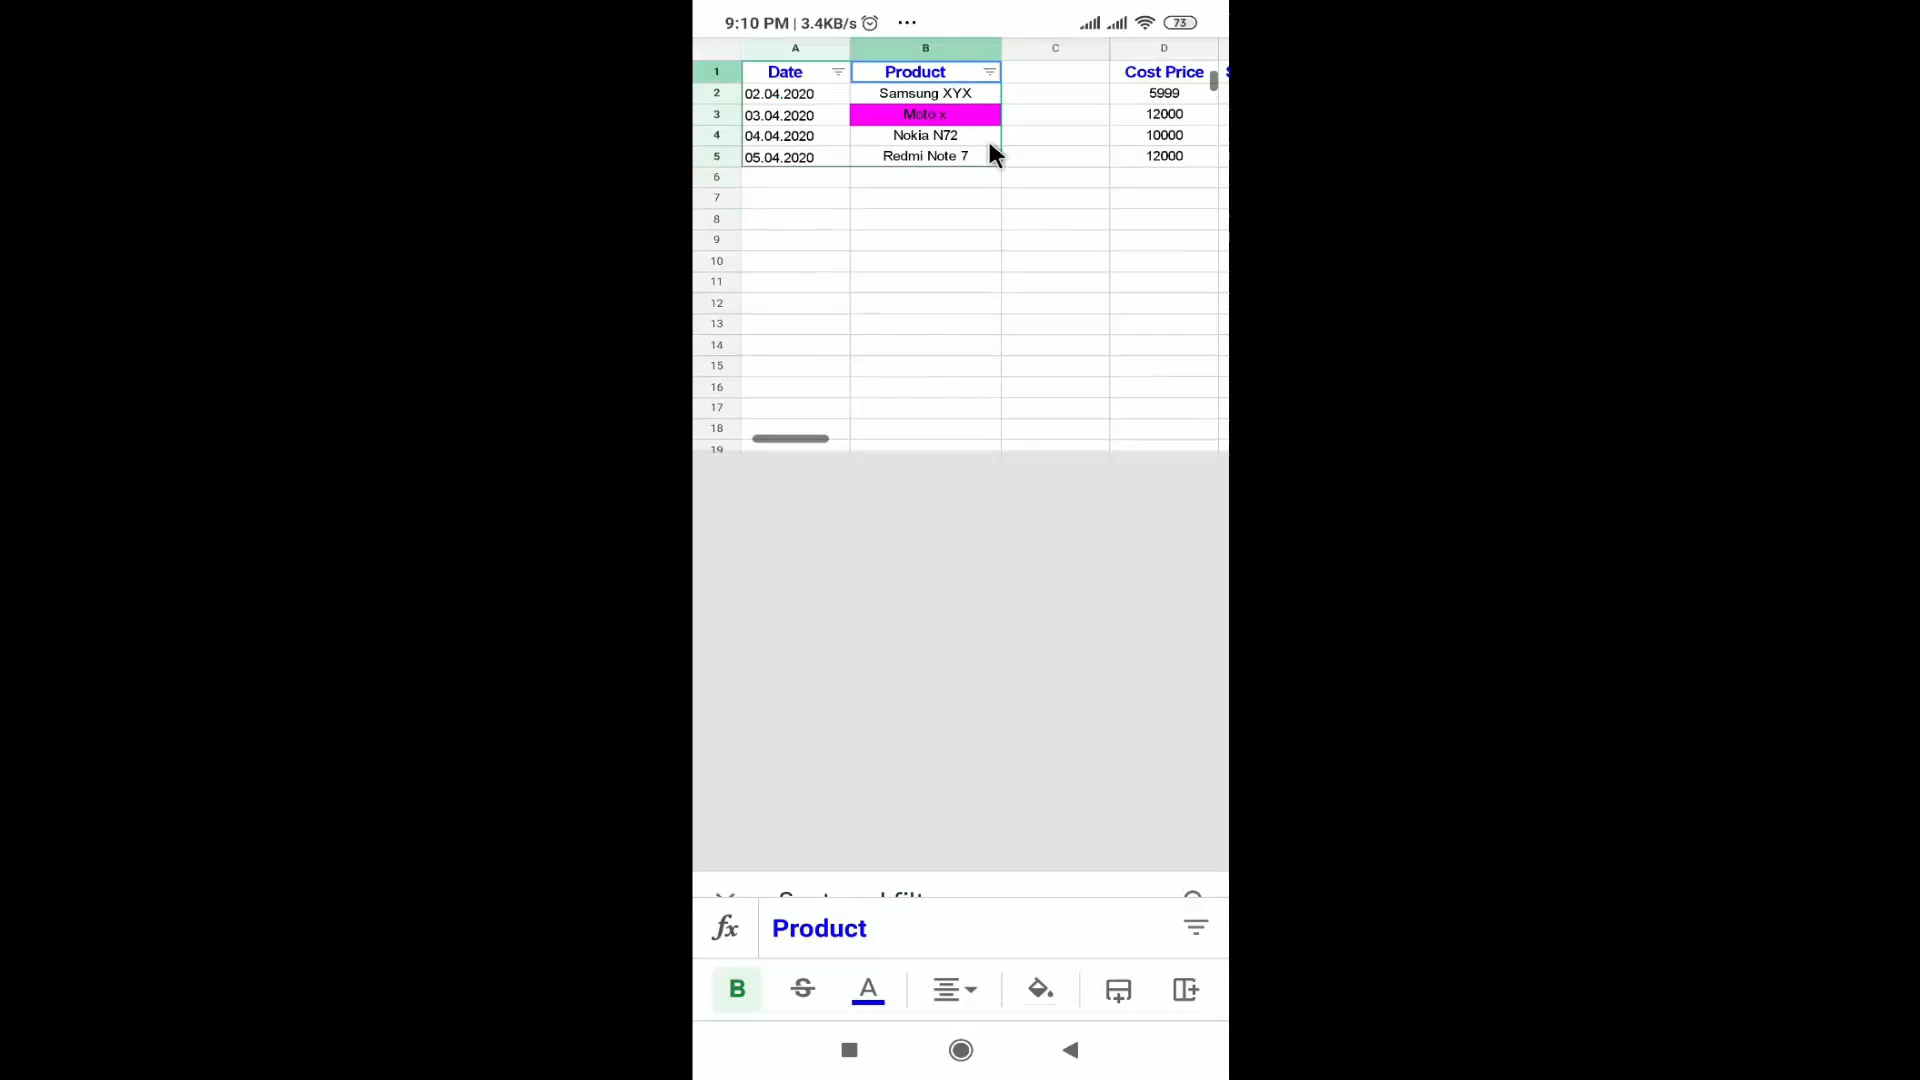 9:10 PM | 3.4KB/s ... 73
A B C D
1 Date Product Cost Price
2 02.04.2020 Samsung XYX 5999
3 03.04.2020 Moto x 12000
4 04.04.2020 Nokia N72 10000
5 05.04.2020 Redmi Note 7 12000
6
7
8
9
10
11
12
13
14
15
16
17
18
19
fx Product
B S A